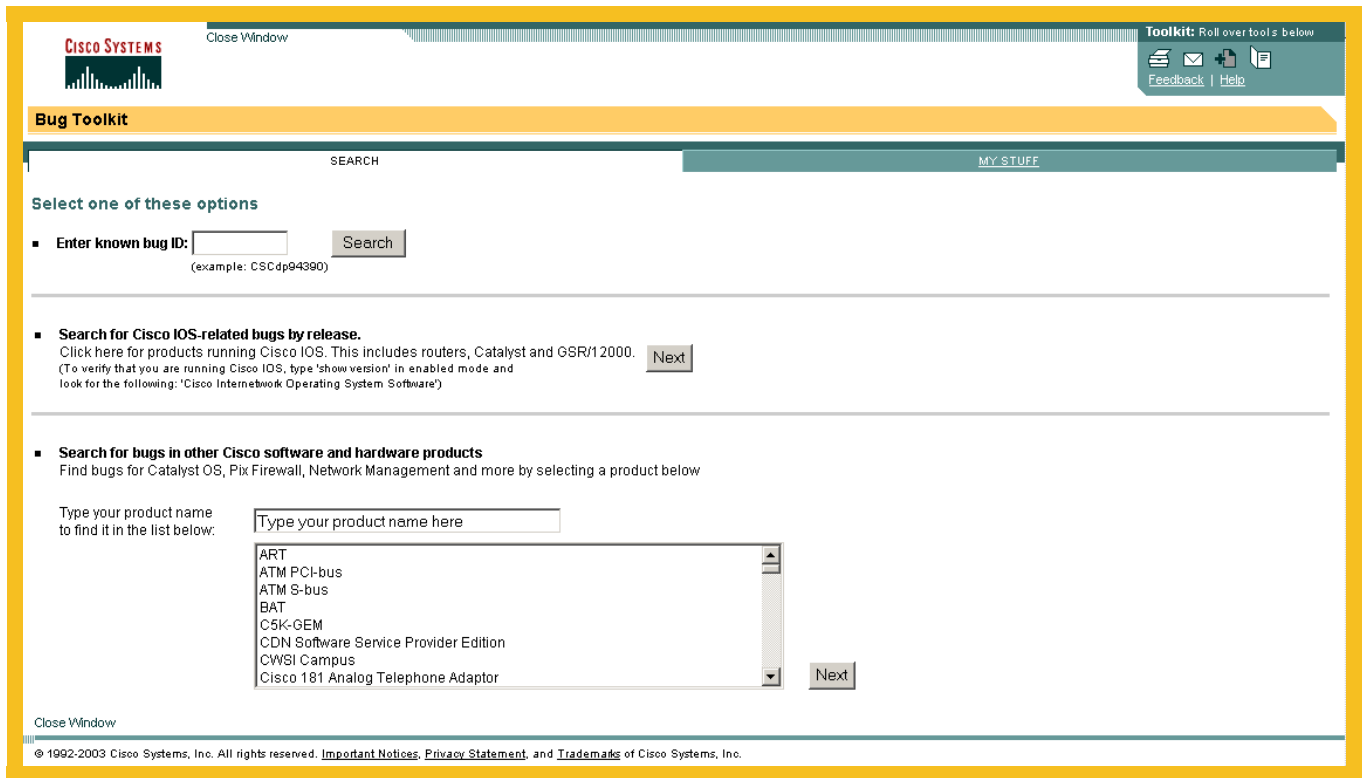 CISCO SYSTEMS
Close Window
Toolkit: Roll over tools below
Feedback | Help
Bug Toolkit
SEARCH
MY STUFF
Select one of these options
Enter known bug ID:
Search
(example: CSCdp94390)
Search for Cisco IOS-related bugs by release.
Click here for products running Cisco IOS. This includes routers, Catalyst and GSR/12000.
Next
(To verify that you are running Cisco IOS, type 'show version' in enabled mode and
look for the following: 'Cisco Internetwork Operating System Software')
Search for bugs in other Cisco software and hardware products
Find bugs for Catalyst OS, Pix Firewall, Network Management and more by selecting a product below
Type your product name
to find it in the list below:
Type your product name here
ART
ATM PCI-bus
ATM S-bus
BAT
C5K-GEM
CDN Software Service Provider Edition
CWSI Campus
Cisco 181 Analog Telephone Adaptor
Next
Close Window
© 1992-2003 Cisco Systems, Inc. All rights reserved. Important Notices, Privacy Statement, and Trademarks of Cisco Systems, Inc.